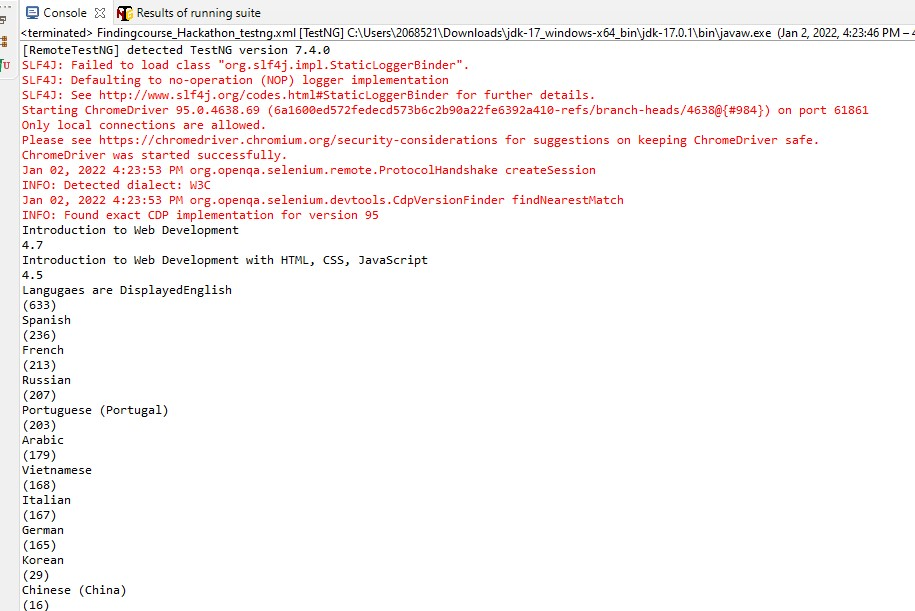 Console Results of running suite
<terminated> Findingcourse_Hackathon_testng.xml [TestNG] C:\Users\2068521\Downloads\jdk-17_windows-x64_bin\jdk-17.0.1\bin\javaw.exe (Jan 2, 2022, 4:23:46 PM – 4
[RemoteTestNG] detected TestNG version 7.4.0
SLF4J: Failed to load class "org.slf4j.impl.StaticLoggerBinder".
SLF4J: Defaulting to no-operation (NOP) logger implementation
SLF4J: See http://www.slf4j.org/codes.html#StaticLoggerBinder for further details.
Starting ChromeDriver 95.0.4638.69 (6a1600ed572fedecd573b6c2b90a22fe6392a410-refs/branch-heads/4638@{#984}) on port 61861
Only local connections are allowed.
Please see https://chromedriver.chromium.org/security-considerations for suggestions on keeping ChromeDriver safe.
ChromeDriver was started successfully.
Jan 02, 2022 4:23:53 PM org.openqa.selenium.remote.ProtocolHandshake createSession
INFO: Detected dialect: W3C
Jan 02, 2022 4:23:53 PM org.openqa.selenium.devtools.CdpVersionFinder findNearestMatch
INFO: Found exact CDP implementation for version 95
Introduction to Web Development
4.7
Introduction to Web Development with HTML, CSS, JavaScript
4.5
Langugaes are DisplayedEnglish
(633)
Spanish
(236)
French
(213)
Russian
(207)
Portuguese (Portugal)
(203)
Arabic
(179)
Vietnamese
(168)
Italian
(167)
German
(165)
Korean
(29)
Chinese (China)
(16)